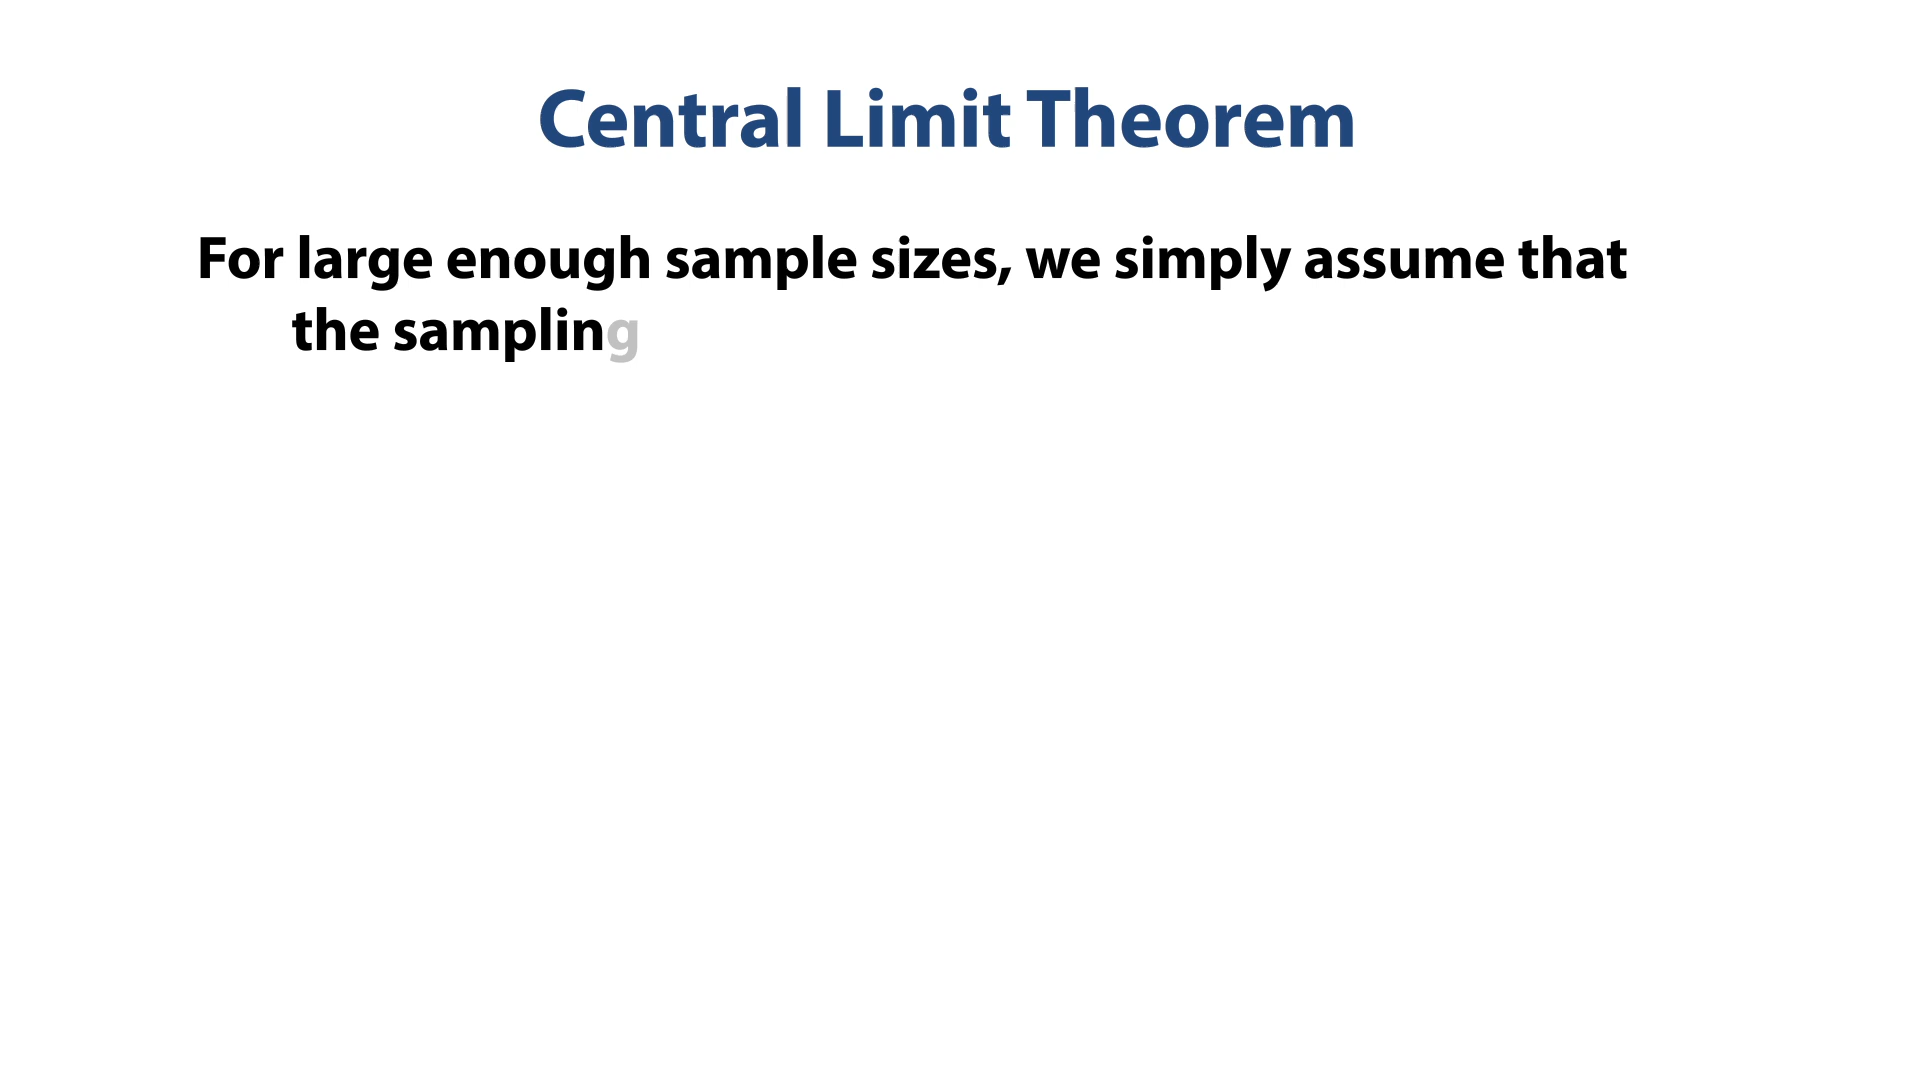 Central Limit Theorem
For large enough sample sizes, we simply assume that
the sampling